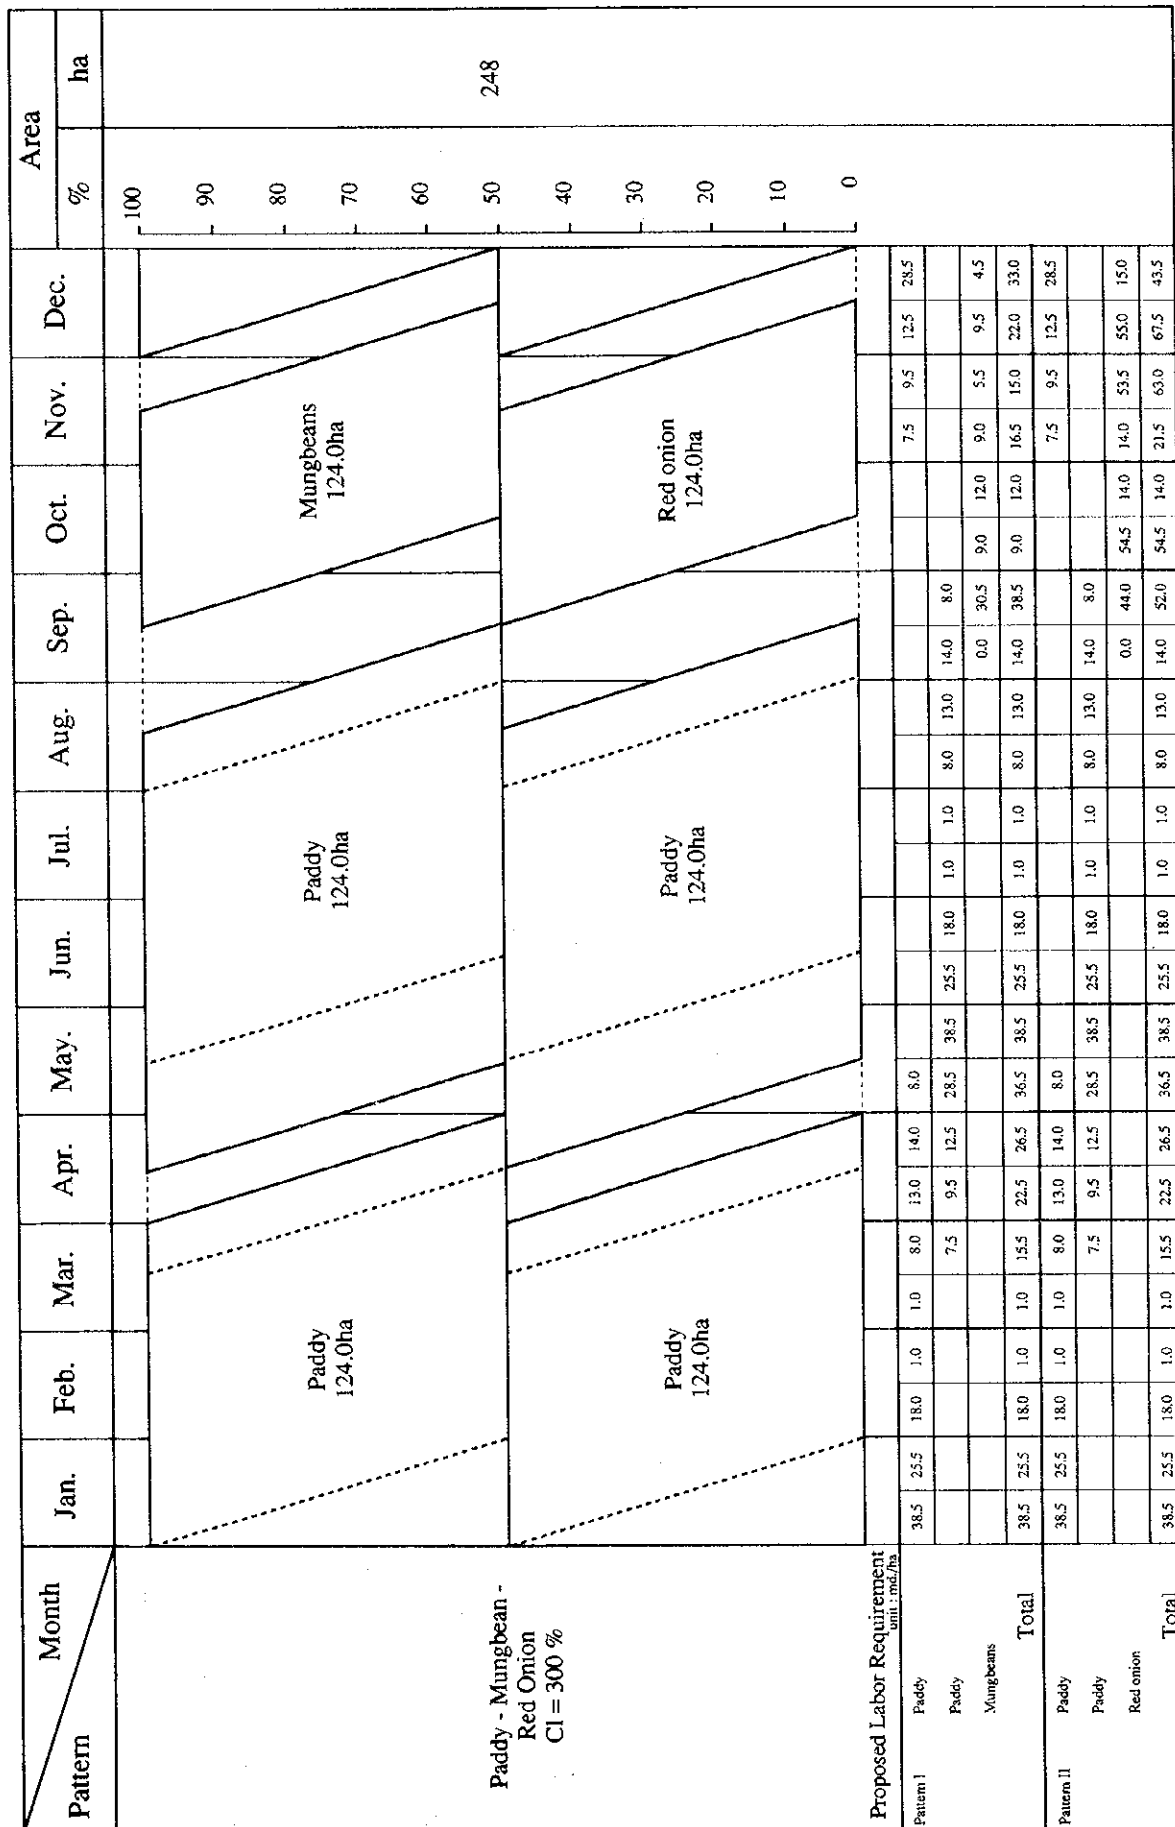 Month
Pattern
Jan. Feb. Mar. Apr. May. Jun. Jul. Aug. Sep. Oct. Nov. Dec.
Area
% ha
Paddy - Mungbean -
Red Onion
CI = 300 %
Paddy
124.0ha
Paddy
124.0ha
Mungbeans
124.0ha
Paddy
124.0ha
Paddy
124.0ha
Red onion
124.0ha
100
90
80
70
60
50
40
30
20
10
0
248
Proposed Labor Requirement
unit : md./ha
Pattern I Paddy 38.5 25.5 18.0 1.0 1.0 8.0 13.0 14.0 8.0 7.5 9.5 12.5 28.5
Paddy 7.5 9.5 12.5 28.5 38.5 25.5 18.0 1.0 1.0 8.0 13.0 14.0 8.0
Mungbeans 0.0 30.5 9.0 12.0 9.0 5.5 9.5 4.5
Total 38.5 25.5 18.0 1.0 1.0 15.5 22.5 26.5 36.5 38.5 25.5 18.0 1.0 1.0 8.0 13.0 14.0 38.5 9.0 12.0 16.5 15.0 22.0 33.0
Pattern II Paddy 38.5 25.5 18.0 1.0 1.0 8.0 13.0 14.0 8.0 7.5 9.5 12.5 28.5
Paddy 7.5 9.5 12.5 28.5 38.5 25.5 18.0 1.0 1.0 8.0 13.0 14.0 8.0
Red onion 0.0 44.0 54.5 14.0 14.0 53.5 55.0 15.0
Total 38.5 25.5 18.0 1.0 1.0 15.5 22.5 26.5 36.5 38.5 25.5 18.0 1.0 1.0 8.0 13.0 14.0 52.0 54.5 14.0 21.5 63.0 67.5 43.5